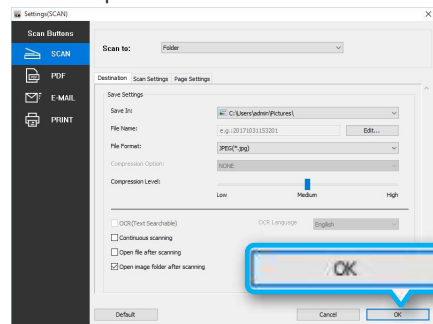 Settings(SCAN)
Scan Buttons
SCAN
PDF
E-MAIL
PRINT
Scan to:
Folder
Destination
Scan Settings
Page Settings
Save Settings
Save In:
C:\Users\admin\Pictures\
File Name:
e.g.:20171031153201
Edit...
File Format:
JPEG(*.jpg)
Compression Option:
NONE
Compression Level:
Low
Medium
High
OCR(Text Searchable)
OCR Language
English
Continuous scanning
Open file after scanning
Open image folder after scanning
OK
Default
Cancel
OK